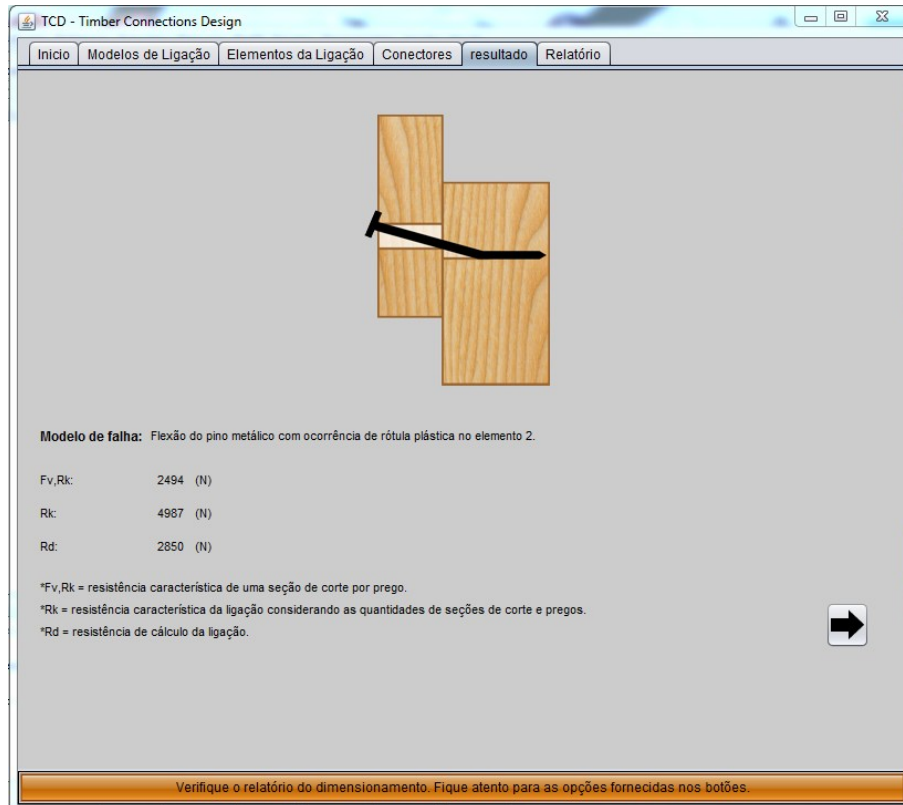 TCD - Timber Connections Design
Inicio Modelos de Ligação Elementos da Ligação Conectores resultado Relatório
Modelo de falha: Flexão do pino metálico com ocorrência de rótula plástica no elemento 2.
Fv,Rk: 2494 (N)
Rk: 4987 (N)
Rd: 2850 (N)
*Fv,Rk = resistência característica de uma seção de corte por prego.
*Rk = resistência característica da ligação considerando as quantidades de seções de corte e pregos.
*Rd = resistência de cálculo da ligação.
Verifique o relatório do dimensionamento. Fique atento para as opções fornecidas nos botões.